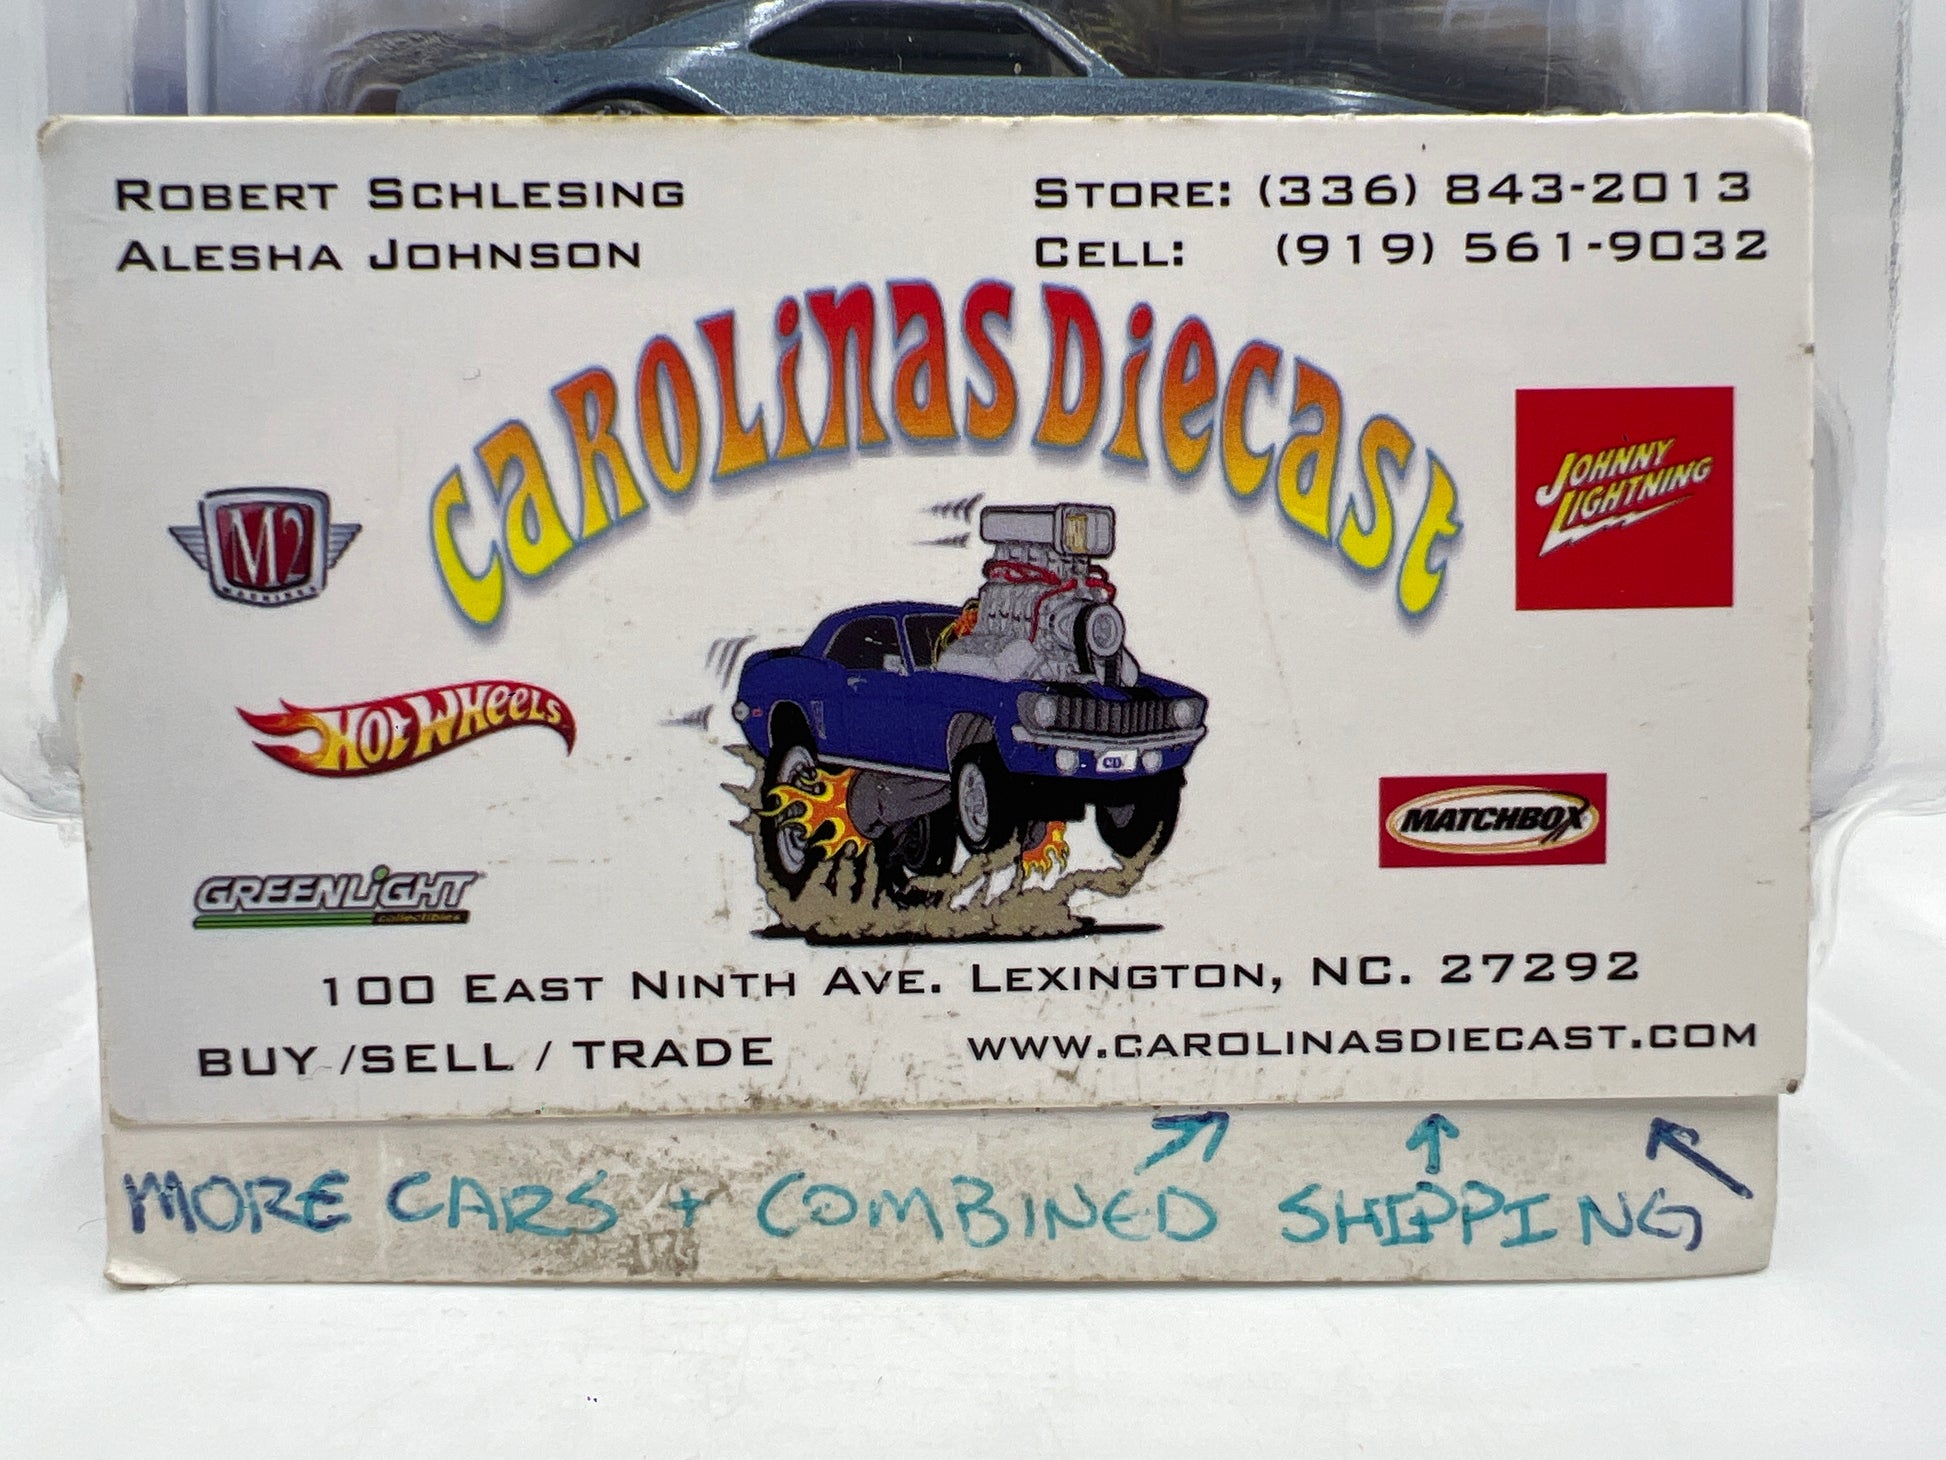 ROBERT SCHLESING
ALESHA JOHNSON
STORE: (336) 843-2013
CELL: (919) 561-9032
CAROLiNAS DiECAST
M2
MACHINES
JOHNNY
LIGHTNING
HOT WHEELS
MATCHBOX
GREENLiGHT
collectibles
100 EAST NINTH AVE. LEXINGTON, NC. 27292
BUY /SELL / TRADE
WWW.CAROLINASDIECAST.COM
MORE CARS + COMBINED SHIPPING